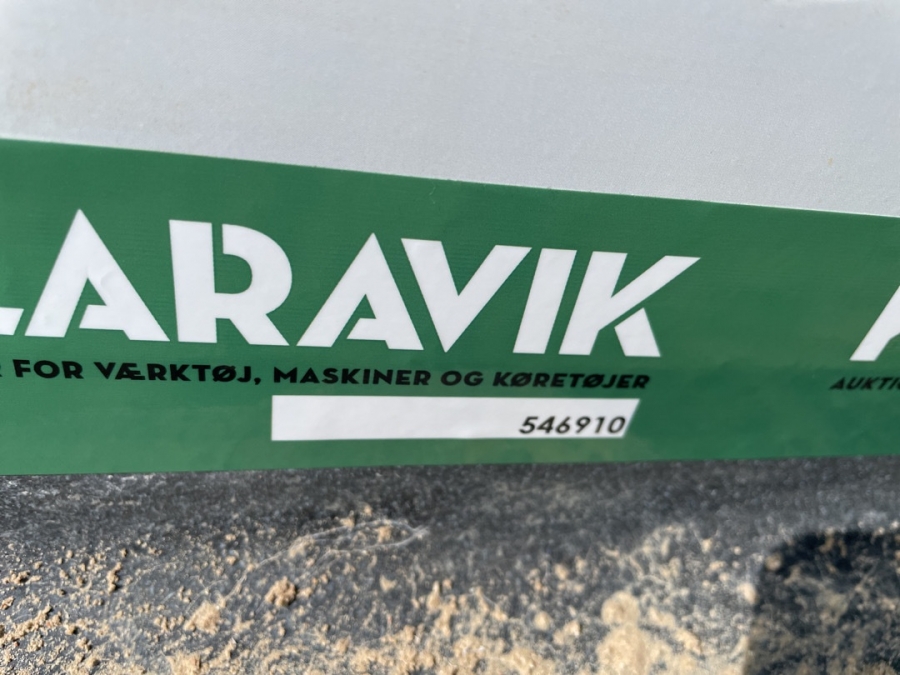 LARAVIK
FOR VÆRKTØJ, MASKINER OG KØRETØJER
546910